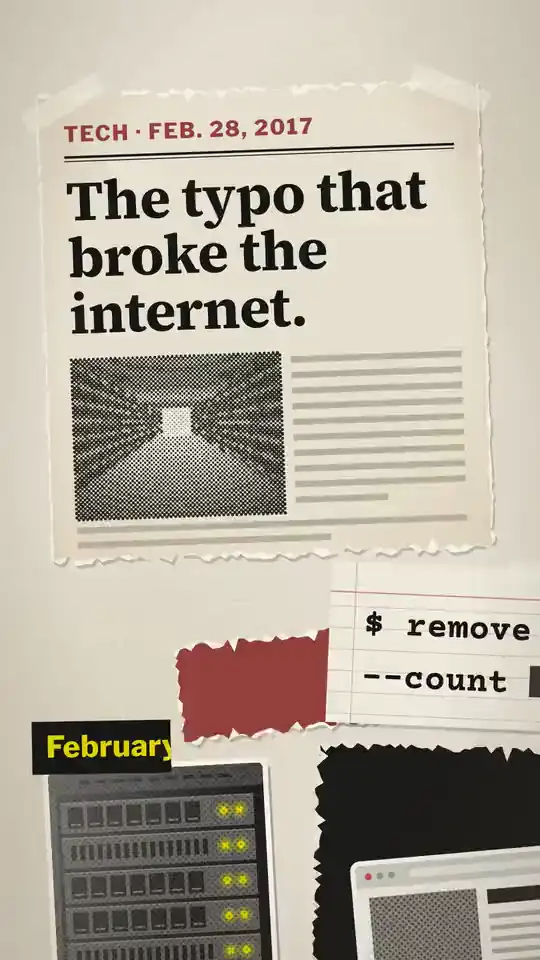 TECH · FEB. 28, 2017
The typo that
broke the
internet.
$ remove
--count
February